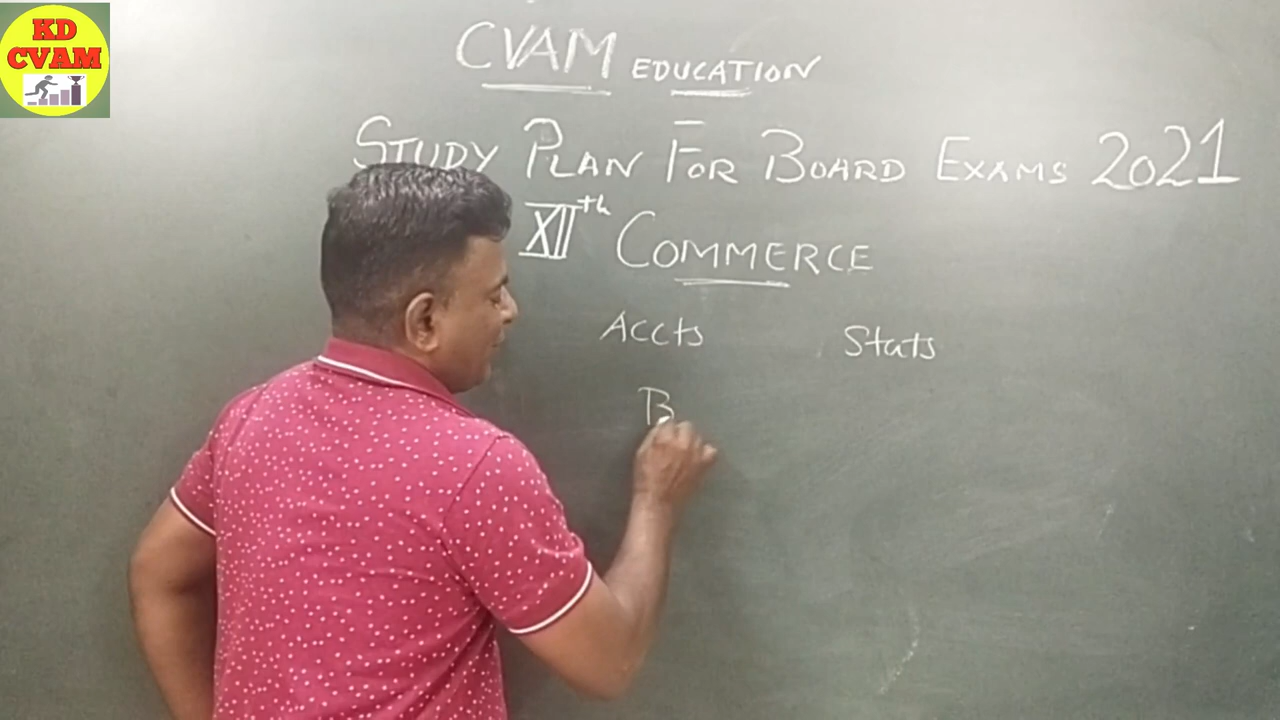 KD
CVAM
CVAM EDUCATION
STUDY PLAN FOR BOARD EXAMS 2021
XIIth COMMERCE
Accts Stats
B